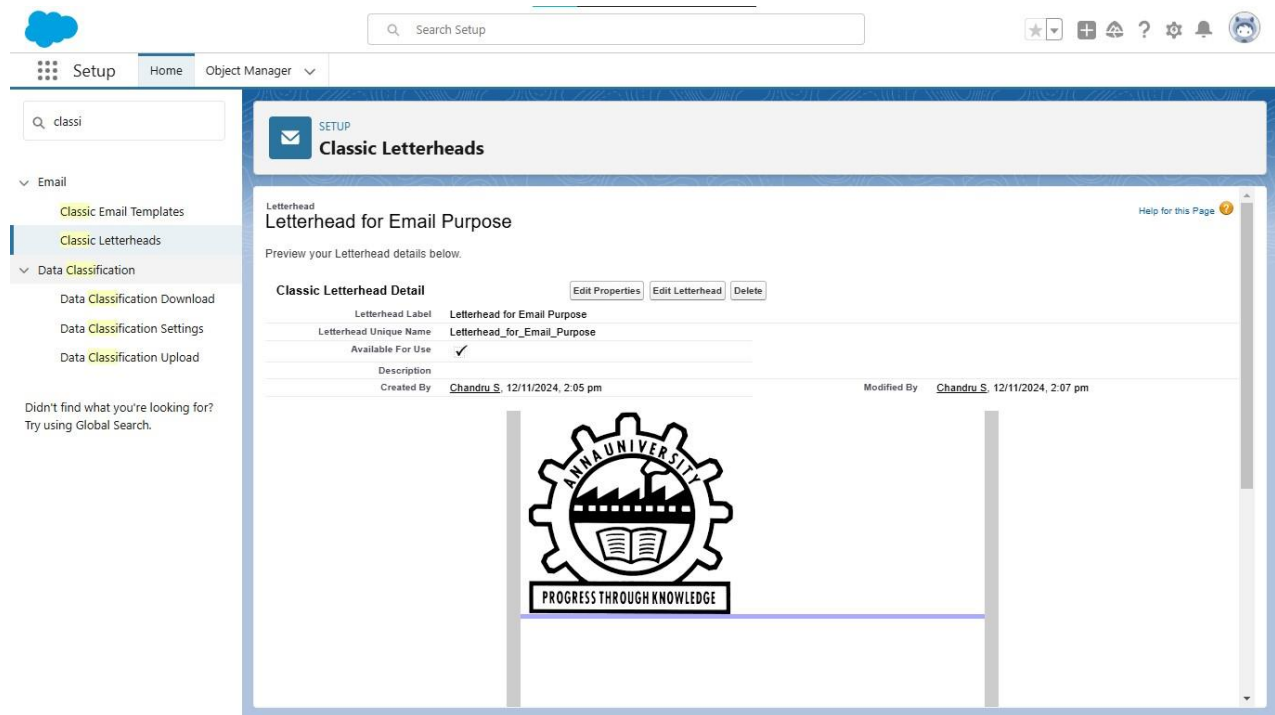 Search Setup
Setup
Home
Object Manager
classi
Email
Classic Email Templates
Classic Letterheads
Data Classification
Data Classification Download
Data Classification Settings
Data Classification Upload
Didn't find what you're looking for?
Try using Global Search.
SETUP
Classic Letterheads
Letterhead
Letterhead for Email Purpose
Help for this Page
Preview your Letterhead details below.
Classic Letterhead Detail
Edit Properties Edit Letterhead Delete
Letterhead Label Letterhead for Email Purpose
Letterhead Unique Name Letterhead_for_Email_Purpose
Available For Use
Description
Created By Chandru S, 12/11/2024, 2:05 pm Modified By Chandru S, 12/11/2024, 2:07 pm
ANNA UNIVERSITY
PROGRESS THROUGH KNOWLEDGE